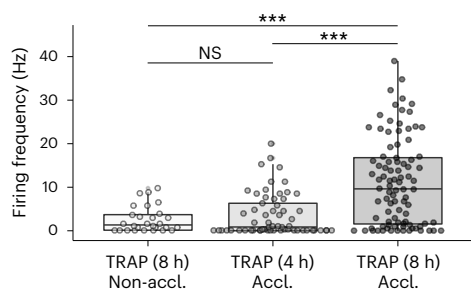 ***
***
NS
Firing frequency (Hz)
40
30
20
10
0
TRAP (8 h)
Non-accl.
TRAP (4 h)
Accl.
TRAP (8 h)
Accl.